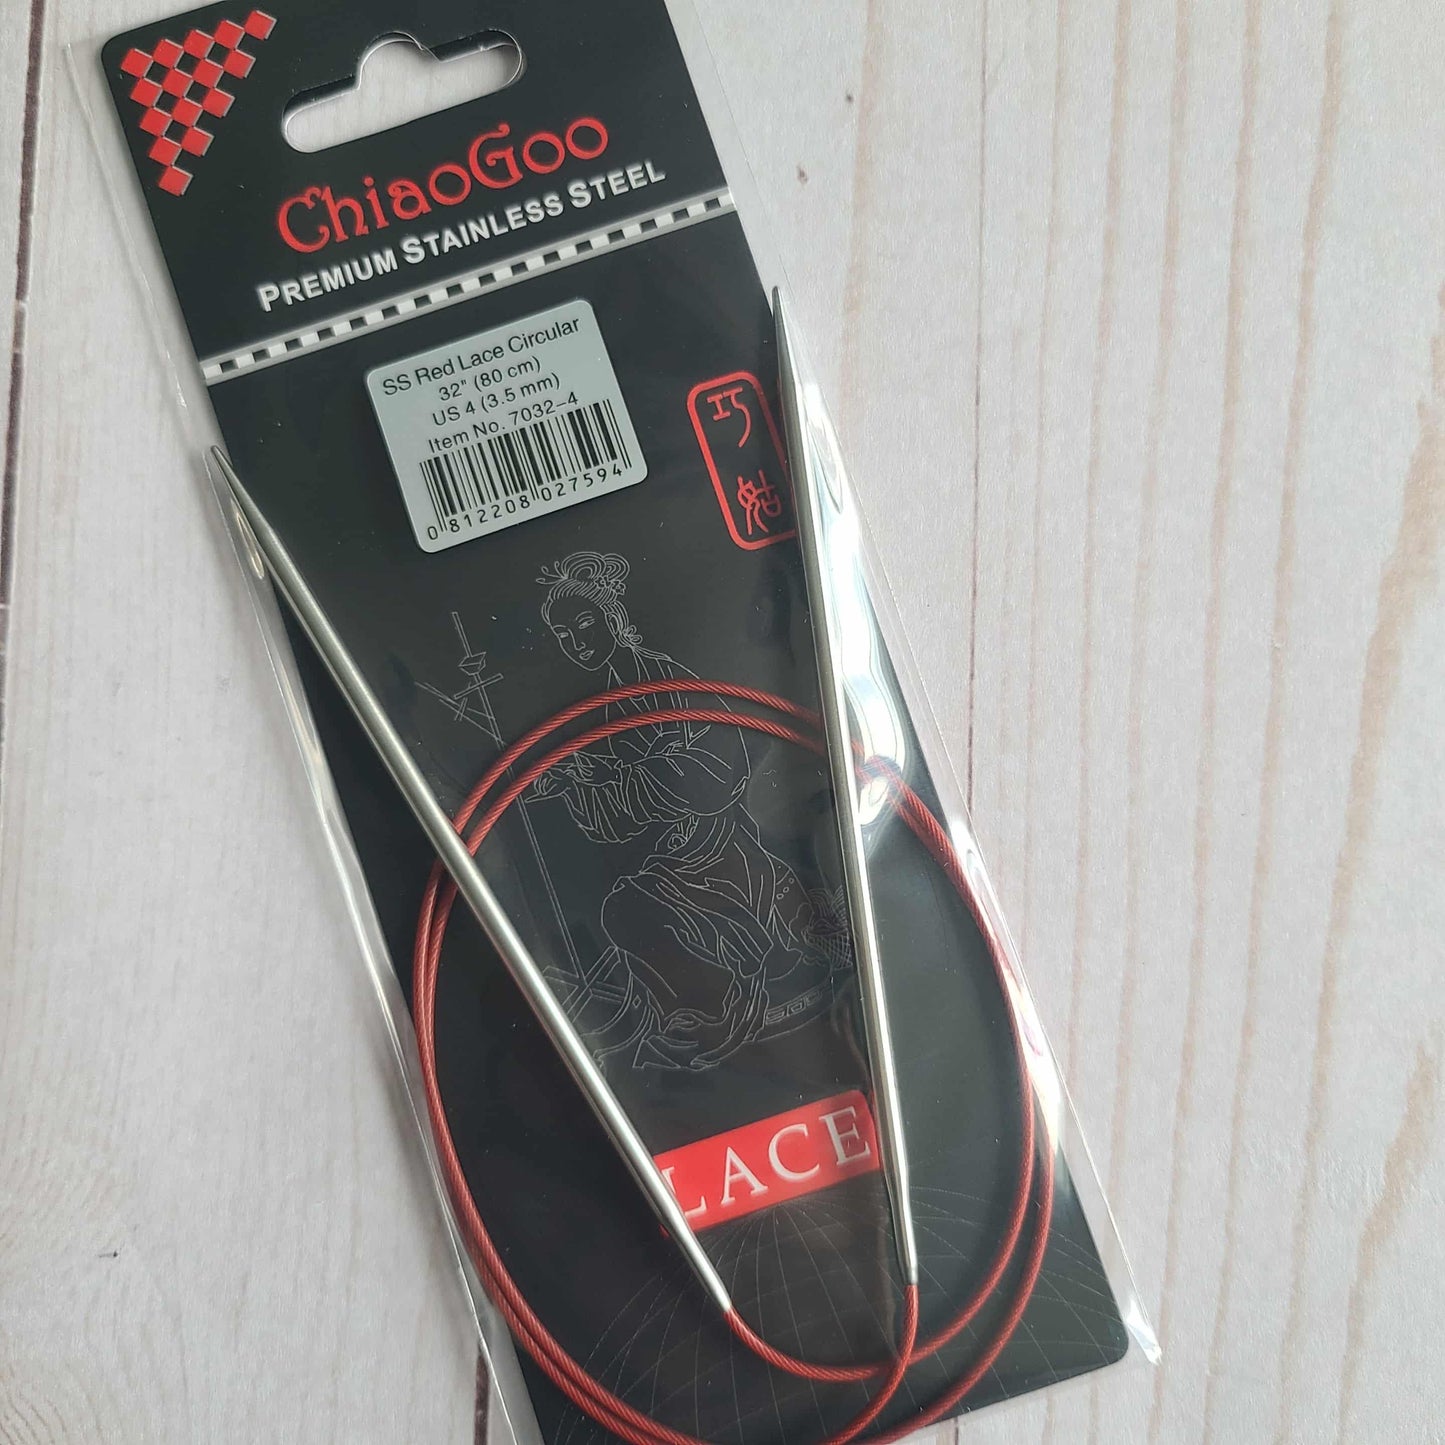 ChiaoGoo
PREMIUM STAINLESS STEEL
SS Red Lace Circular
32" (80 cm)
US 4 (3.5 mm)
Item No. 7032-4
0 812208 027594
巧
姑
LACE